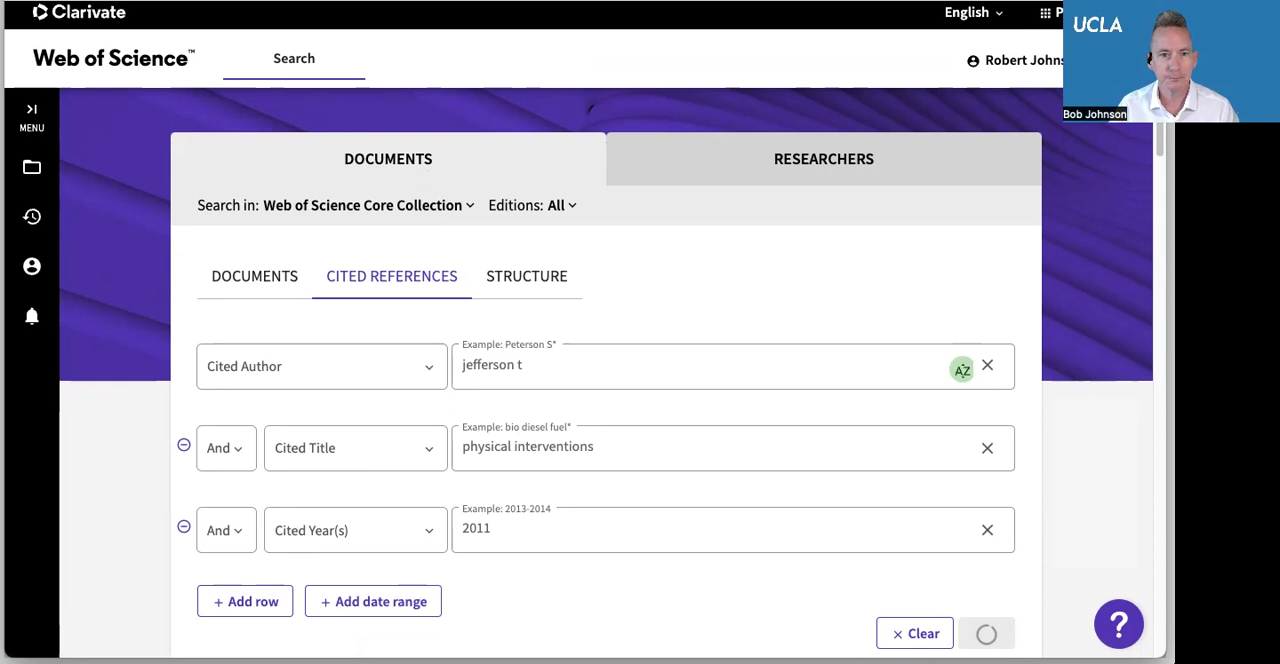 Clarivate
English
UCLA
Web of Science™
Search
Robert Johns
Bob Johnson
MENU
DOCUMENTS
RESEARCHERS
Search in: Web of Science Core Collection
Editions: All
DOCUMENTS
CITED REFERENCES
STRUCTURE
Cited Author
Example: Peterson S*
jefferson t
AZ
And
Cited Title
Example: bio diesel fuel*
physical interventions
And
Cited Year(s)
Example: 2013-2014
2011
+ Add row
+ Add date range
× Clear
?